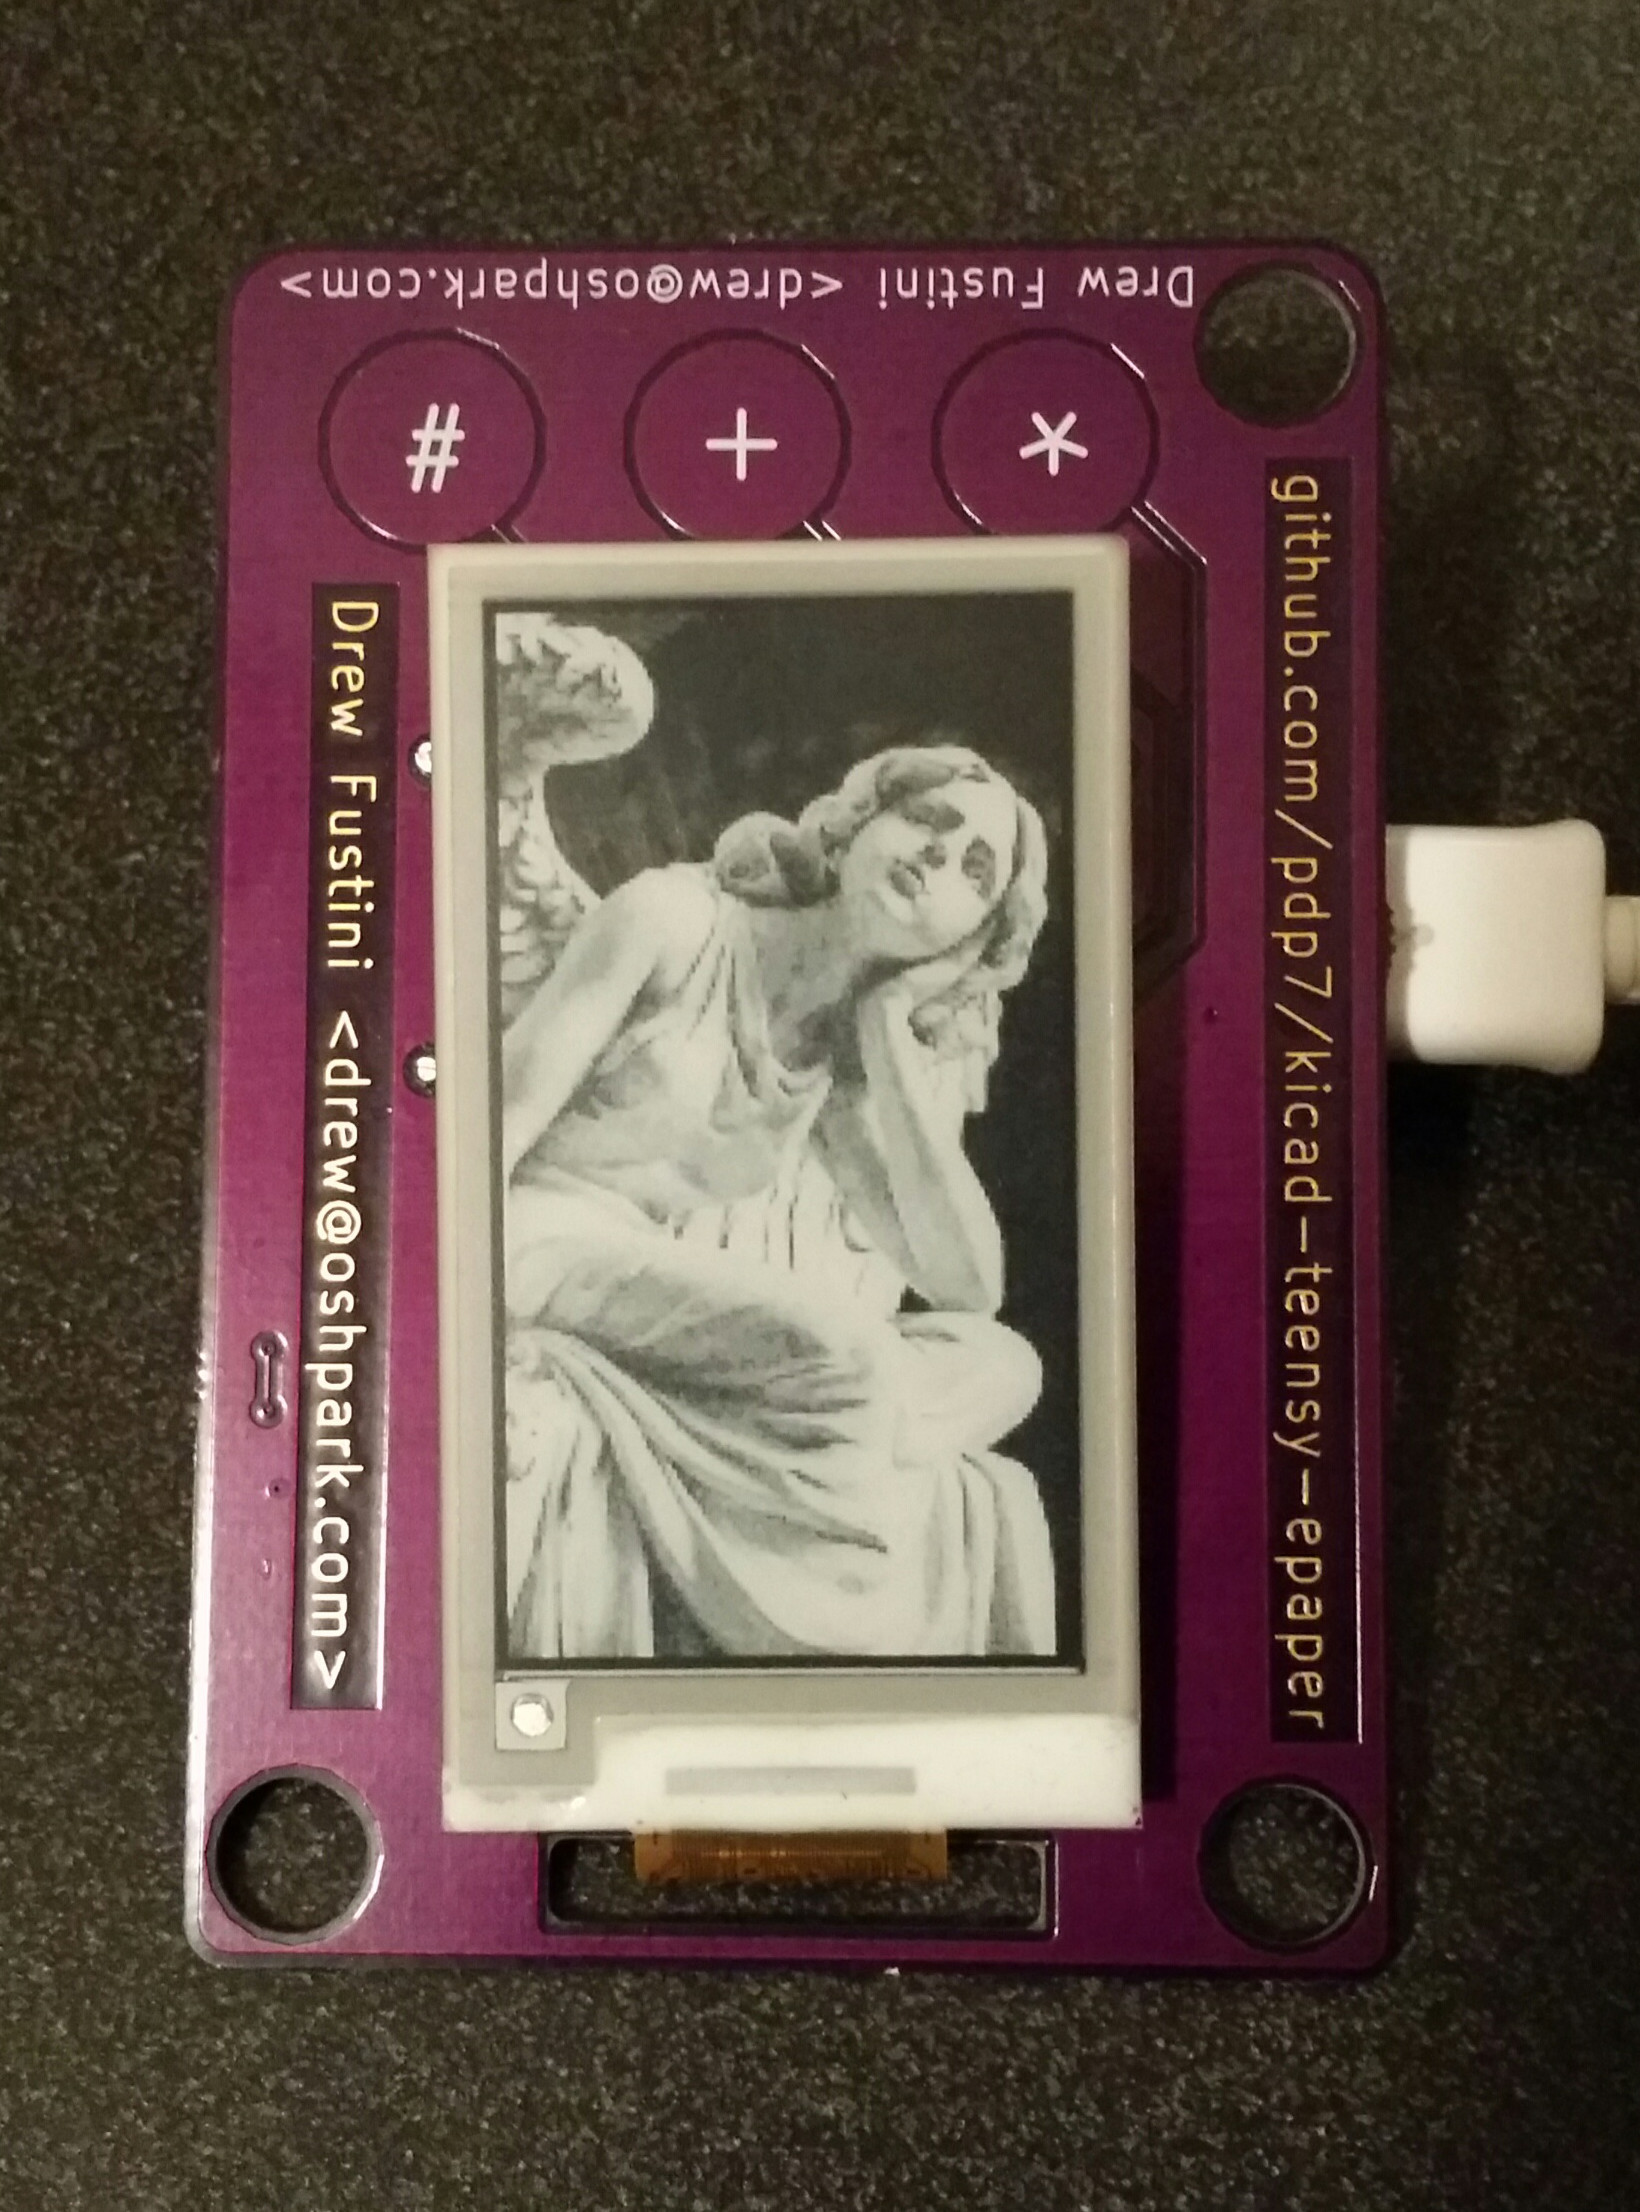 Drew Fustini <drew@oshpark.com>
# + *
Drew Fustini <drew@oshpark.com>
github.com/pdp7/kicad-teensy-epaper